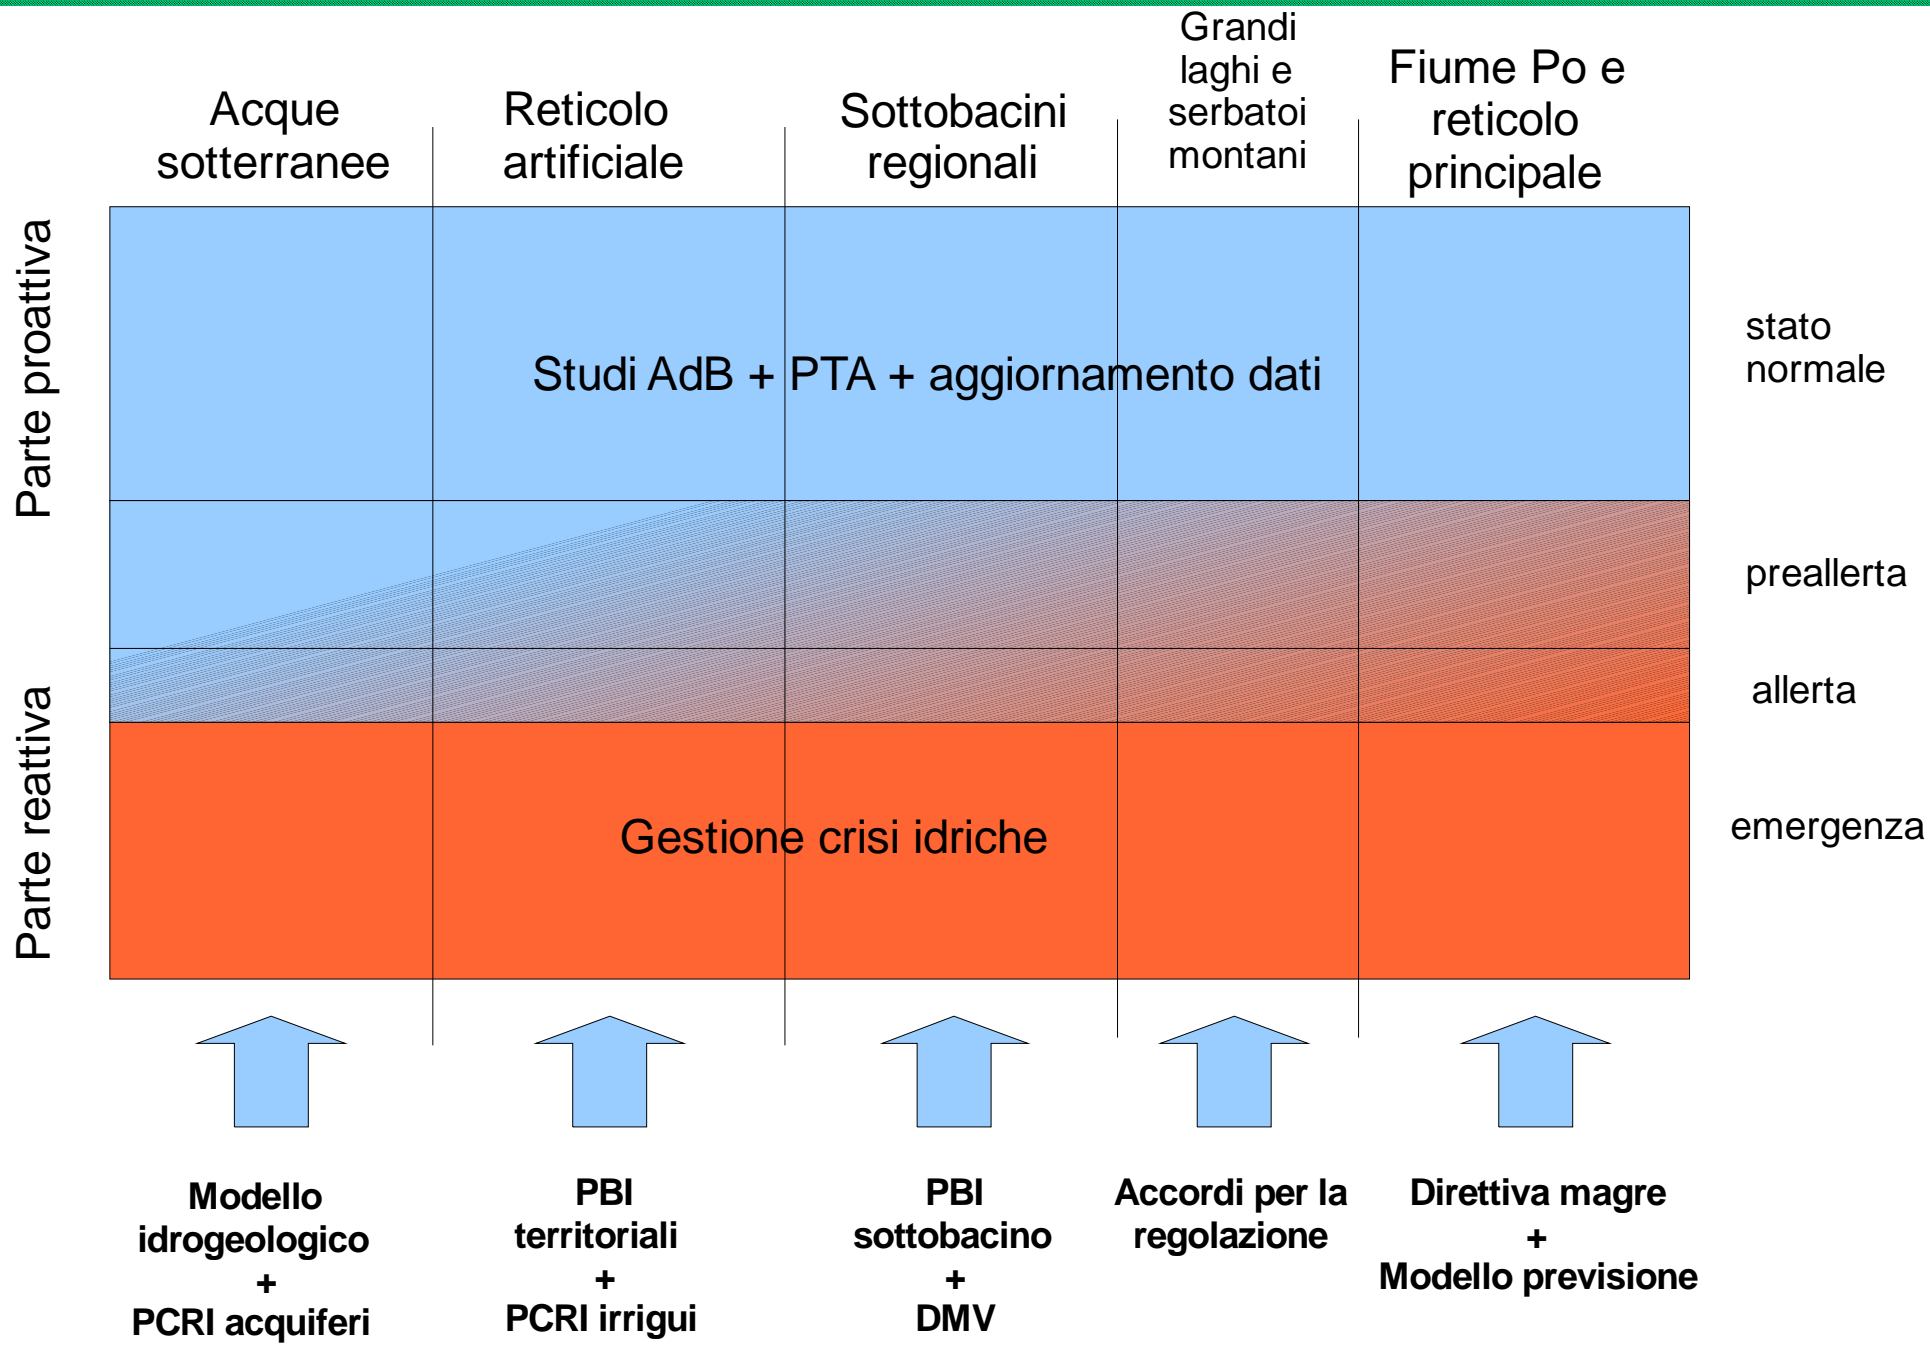 Acque
sotterranee
Reticolo
artificiale
Sottobacini
regionali
Grandi
laghi e
serbatoi
montani
Fiume Po e
reticolo
principale
Parte proattiva
Studi AdB + PTA + aggiornamento dati
stato
normale
preallerta
allerta
Parte reattiva
Gestione crisi idriche
emergenza
Modello
idrogeologico
+
PCRI acquiferi
PBI
territoriali
+
PCRI irrigui
PBI
sottobacino
+
DMV
Accordi per la
regolazione
Direttiva magre
+
Modello previsione